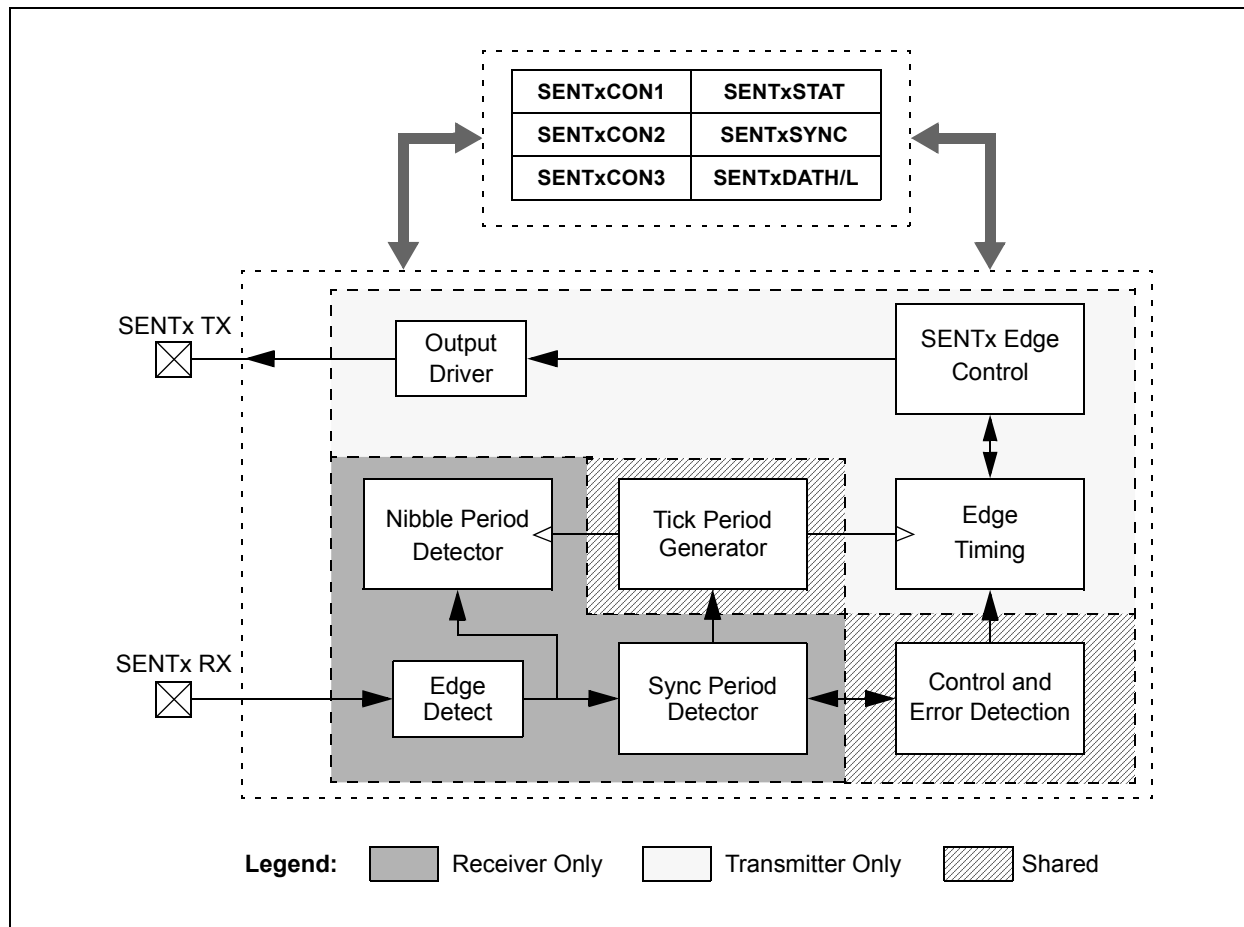 SENTxCON1 SENTxSTAT
SENTxCON2 SENTxSYNC
SENTxCON3 SENTxDATH/L
SENTx TX
Output
Driver
SENTx Edge
Control
Nibble Period
Detector
Tick Period
Generator
Edge
Timing
SENTx RX
Edge
Detect
Sync Period
Detector
Control and
Error Detection
Legend: Receiver Only Transmitter Only Shared